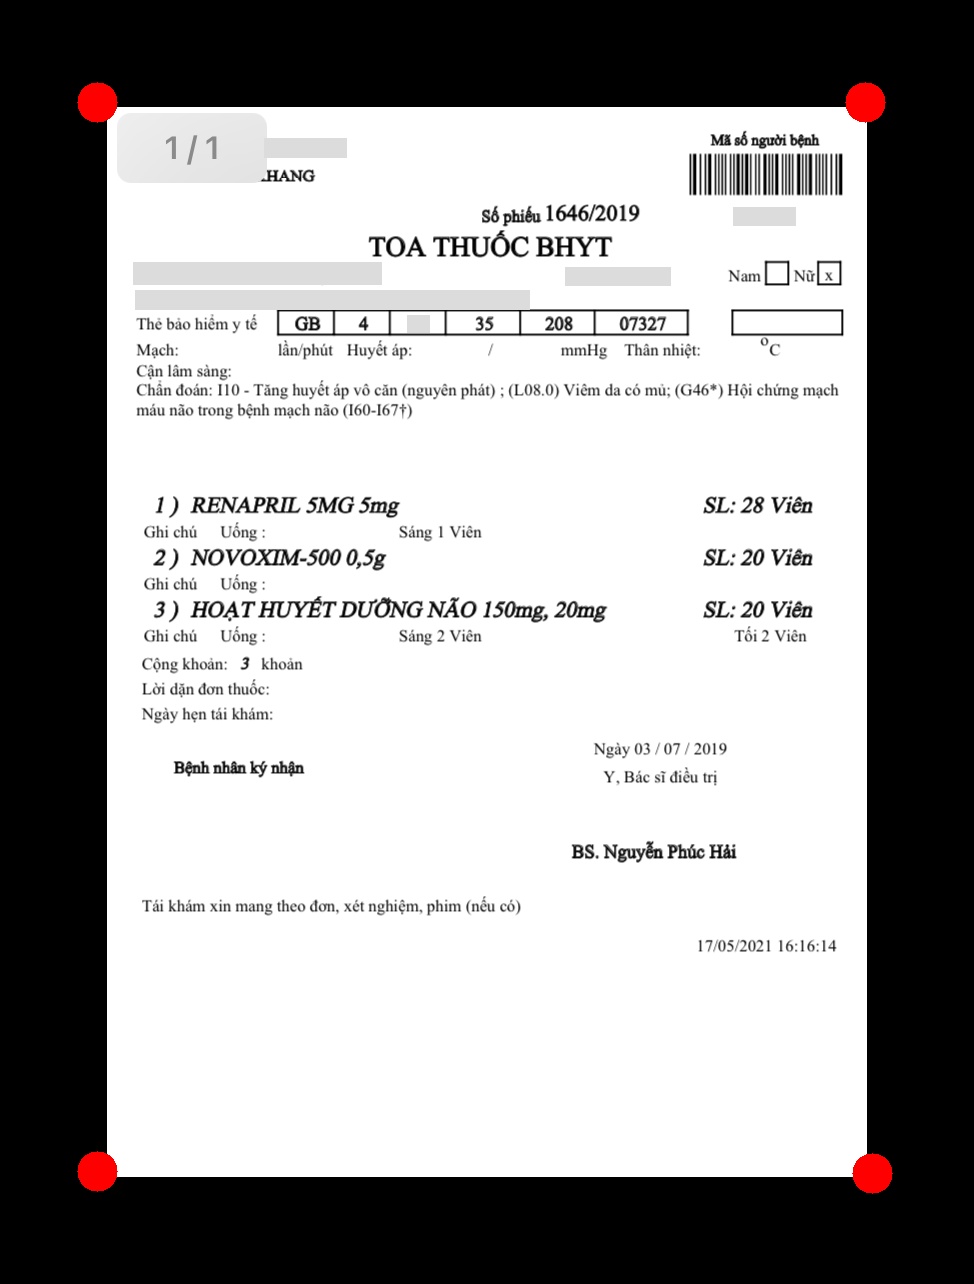 1/1
Mã số người bệnh
HANG
Số phiếu 1646/2019
TOA THUỐC BHYT
Nam Nữ x
Thẻ bảo hiểm y tế GB 4 35 208 07327
Mạch: lần/phút Huyết áp: / mmHg Thân nhiệt: °C
Cận lâm sàng:
Chẩn đoán: I10 - Tăng huyết áp vô căn (nguyên phát) ; (L08.0) Viêm da có mủ; (G46*) Hội chứng mạch
máu não trong bệnh mạch não (I60-I67†)
1 ) RENAPRIL 5MG 5mg SL: 28 Viên
Ghi chú Uống : Sáng 1 Viên
2 ) NOVOXIM-500 0,5g SL: 20 Viên
Ghi chú Uống :
3 ) HOẠT HUYẾT DƯỠNG NÃO 150mg, 20mg SL: 20 Viên
Ghi chú Uống : Sáng 2 Viên Tối 2 Viên
Cộng khoản: 3 khoản
Lời dặn đơn thuốc:
Ngày hẹn tái khám:
Ngày 03 / 07 / 2019
Bệnh nhân ký nhận
Y, Bác sĩ điều trị
BS. Nguyễn Phúc Hải
Tái khám xin mang theo đơn, xét nghiệm, phim (nếu có)
17/05/2021 16:16:14